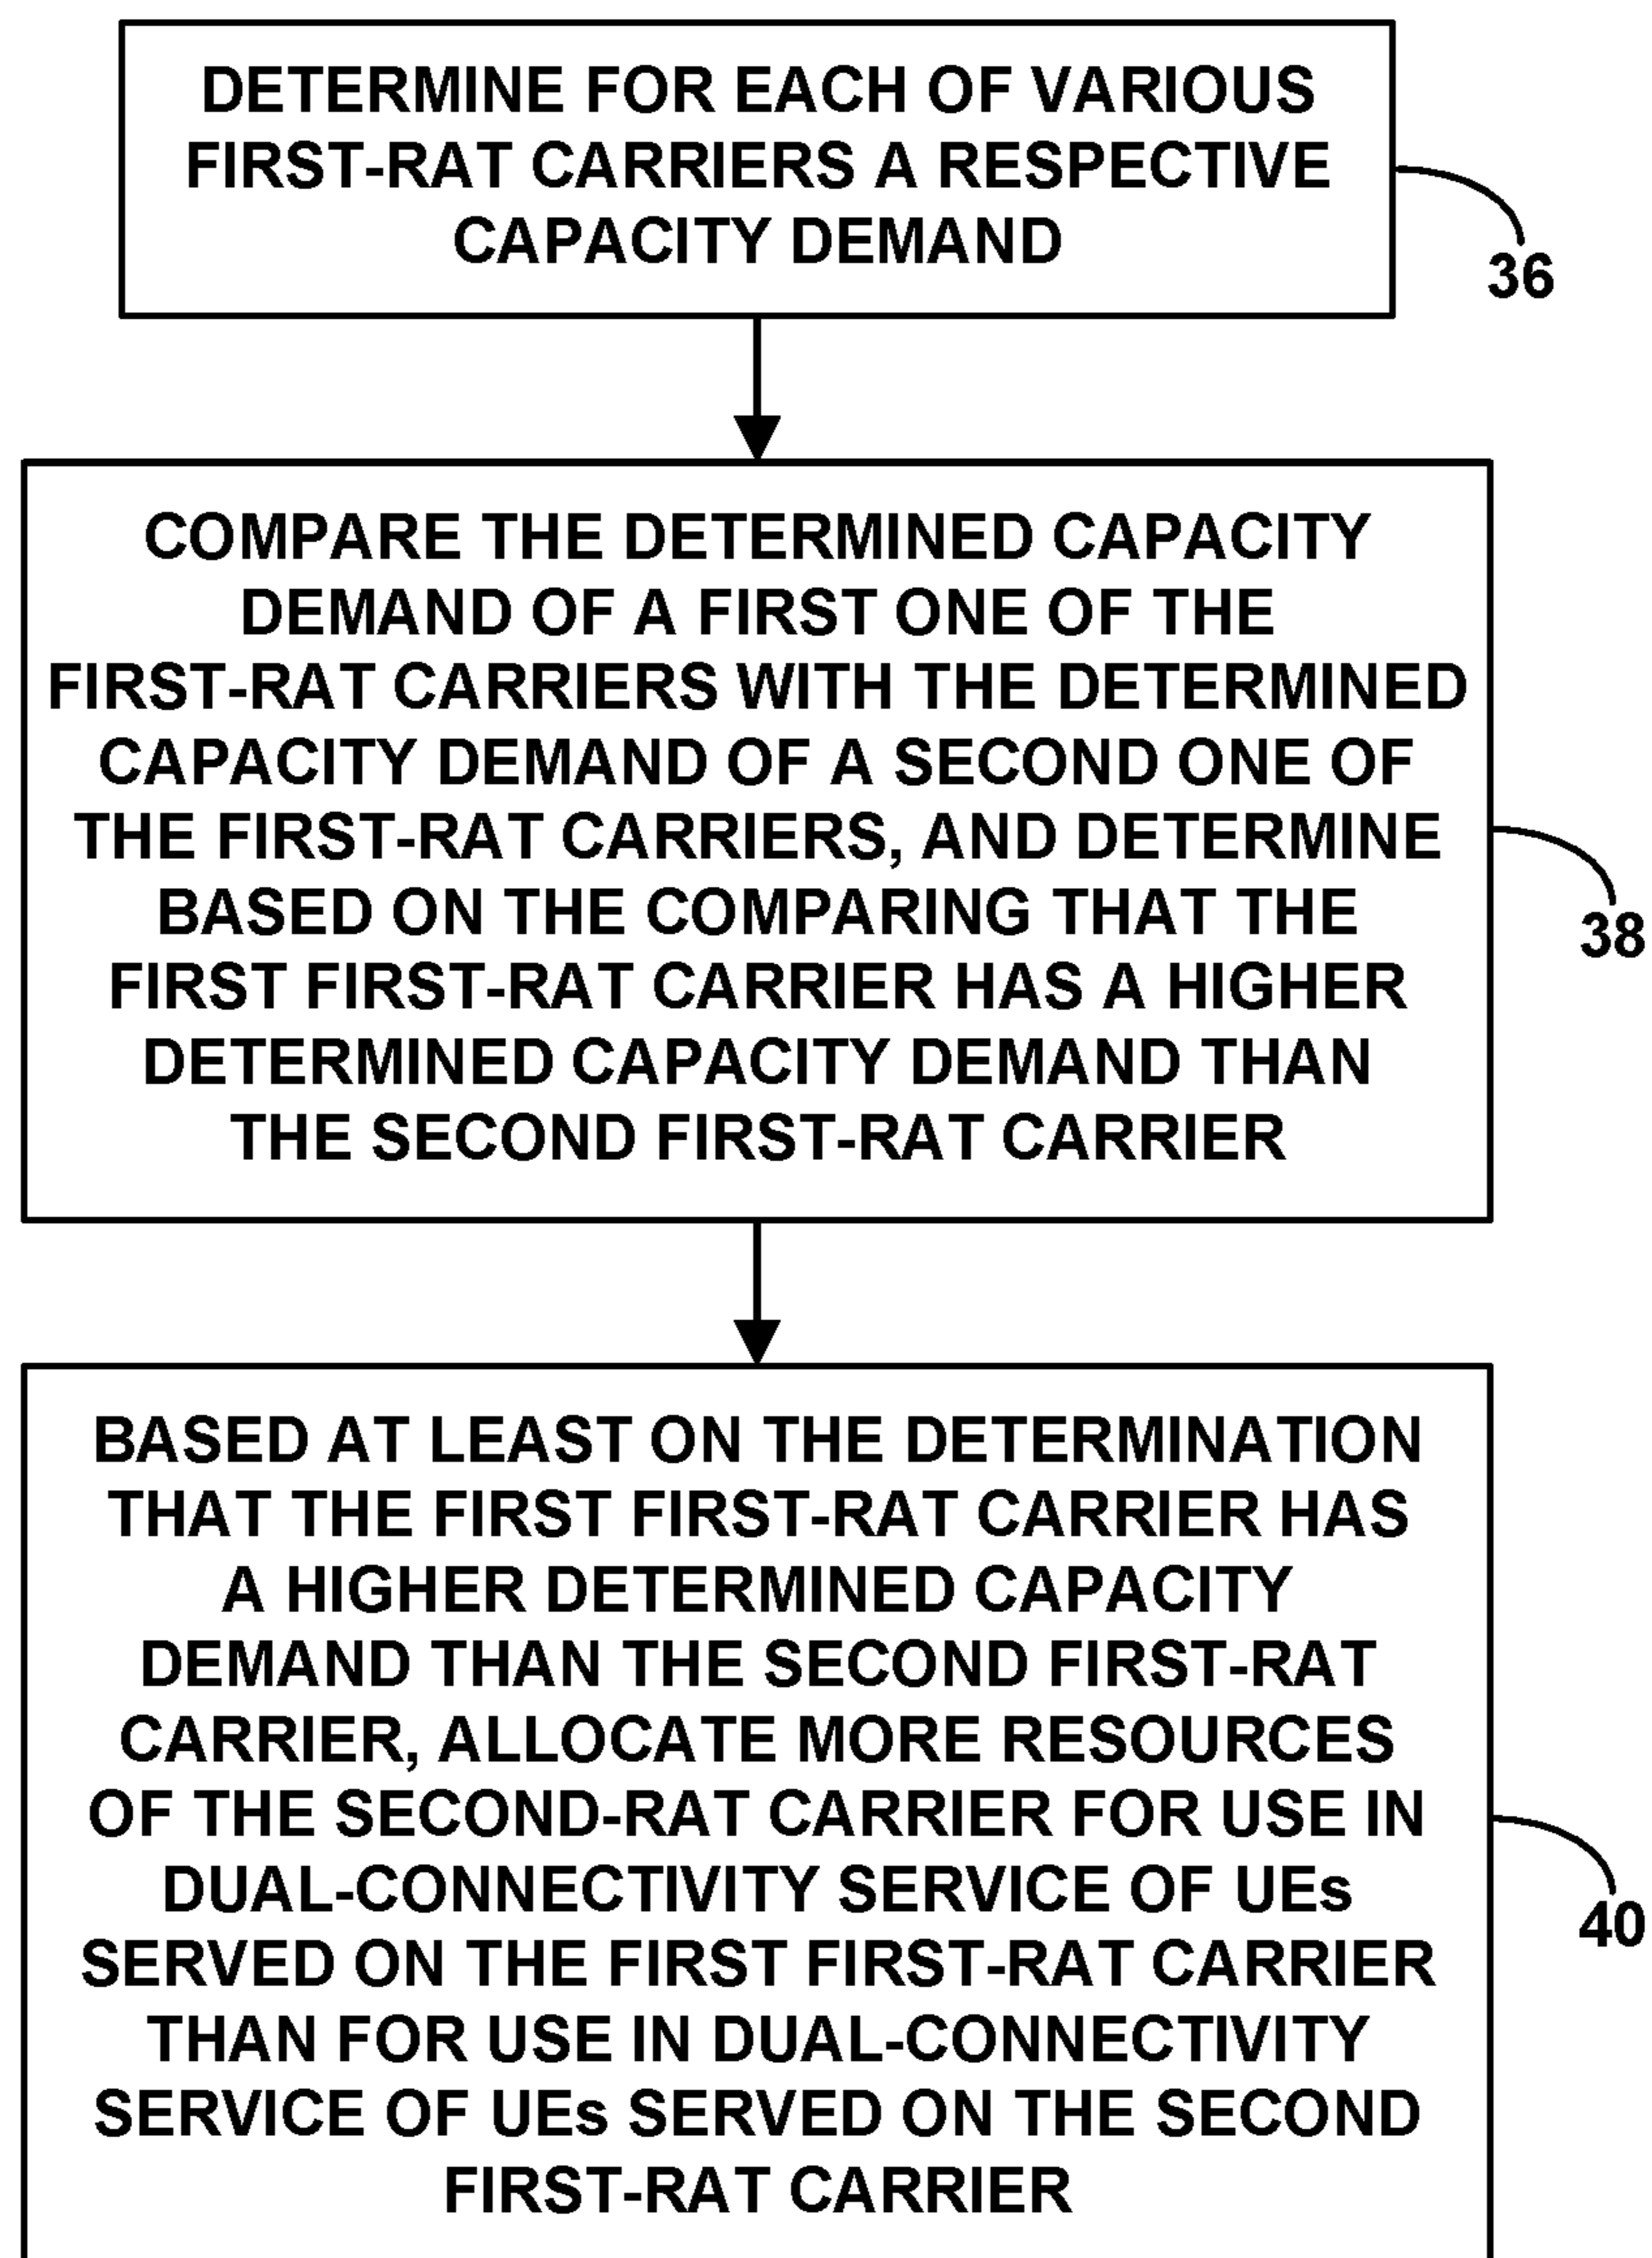 DETERMINE FOR EACH OF VARIOUS
FIRST-RAT CARRIERS A RESPECTIVE
CAPACITY DEMAND
36
COMPARE THE DETERMINED CAPACITY
DEMAND OF A FIRST ONE OF THE
FIRST-RAT CARRIERS WITH THE DETERMINED
CAPACITY DEMAND OF A SECOND ONE OF
THE FIRST-RAT CARRIERS, AND DETERMINE
BASED ON THE COMPARING THAT THE
FIRST FIRST-RAT CARRIER HAS A HIGHER
DETERMINED CAPACITY DEMAND THAN
THE SECOND FIRST-RAT CARRIER
38
BASED AT LEAST ON THE DETERMINATION
THAT THE FIRST FIRST-RAT CARRIER HAS
A HIGHER DETERMINED CAPACITY
DEMAND THAN THE SECOND FIRST-RAT
CARRIER, ALLOCATE MORE RESOURCES
OF THE SECOND-RAT CARRIER FOR USE IN
DUAL-CONNECTIVITY SERVICE OF UEs
SERVED ON THE FIRST FIRST-RAT CARRIER
THAN FOR USE IN DUAL-CONNECTIVITY
SERVICE OF UEs SERVED ON THE SECOND
FIRST-RAT CARRIER
40